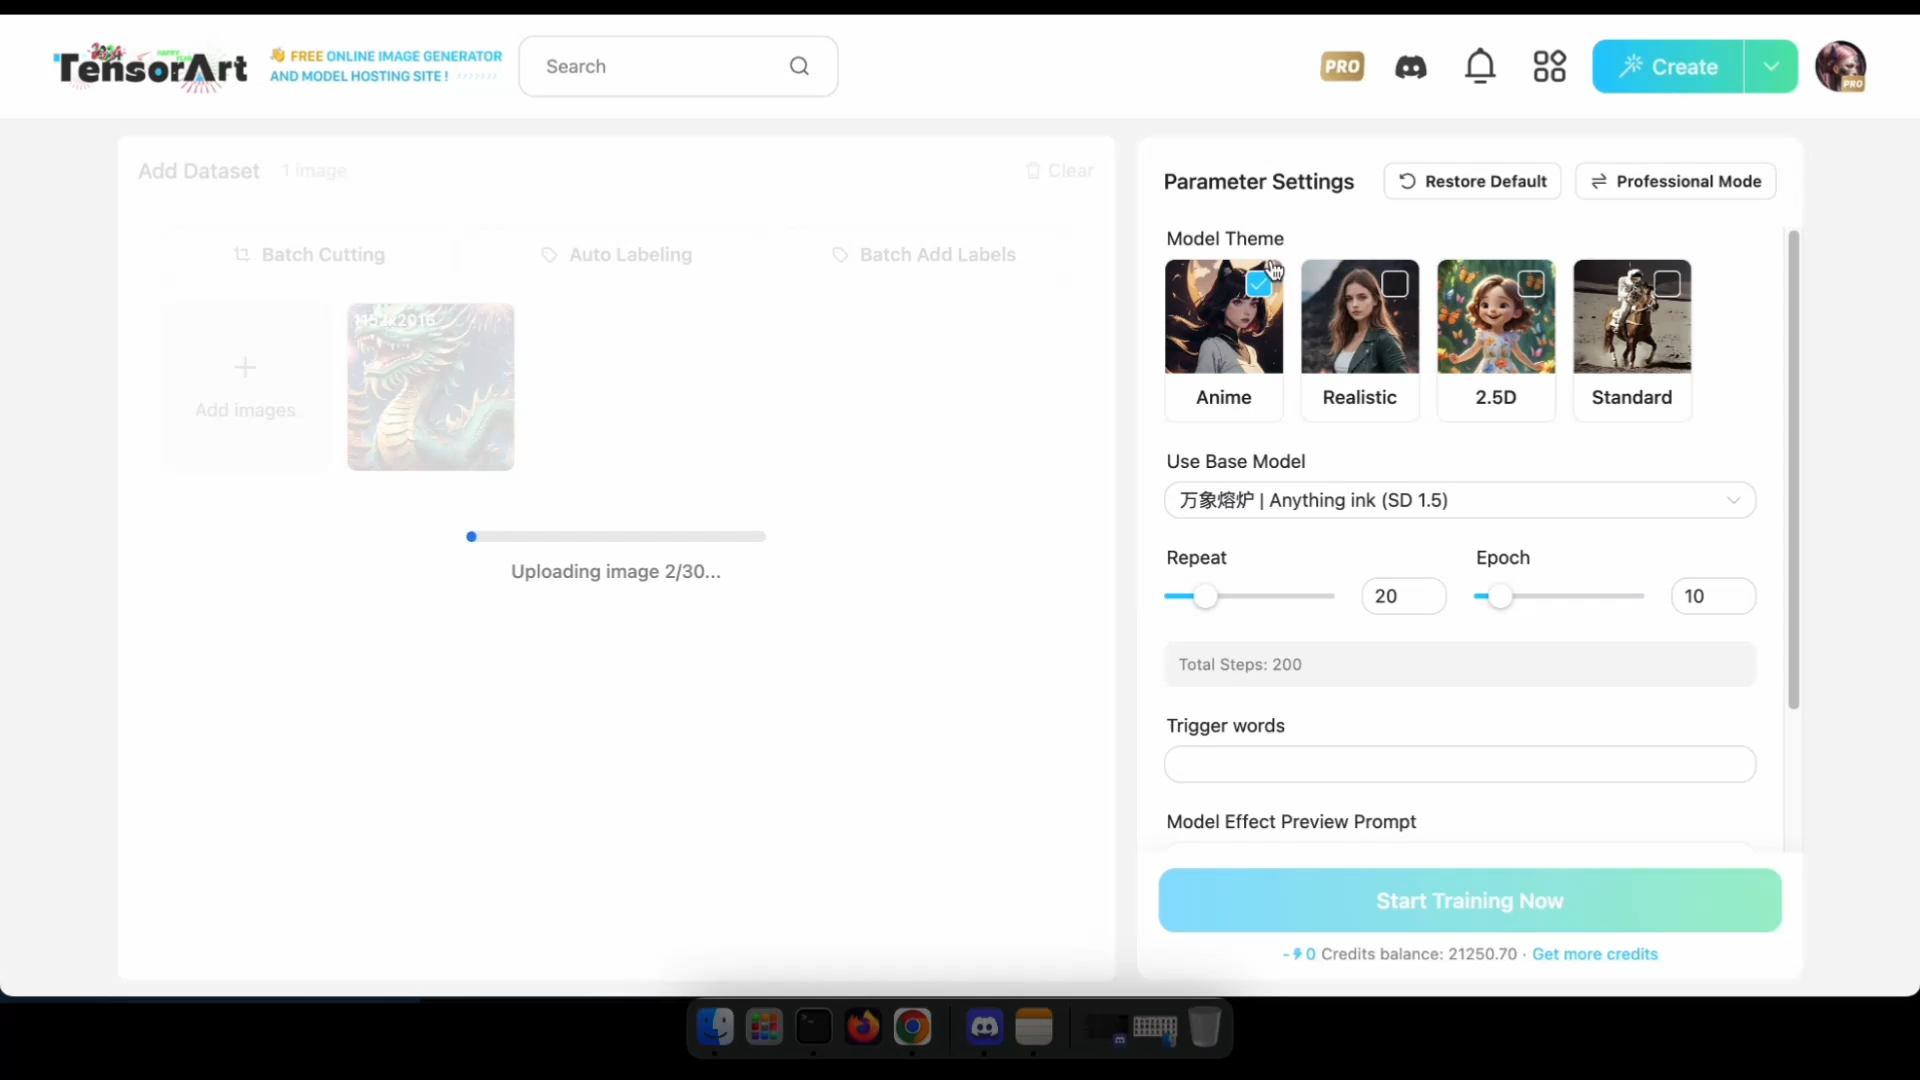 TensorArt
👋 FREE ONLINE IMAGE GENERATOR
AND MODEL HOSTING SITE !
Search
PRO
Create
PRO
Add Dataset 1 image
Clear
Batch Cutting
Auto Labeling
Batch Add Labels
Add images
1152x2016
Uploading image 2/30...
Parameter Settings
Restore Default
Professional Mode
Model Theme
Anime
Realistic
2.5D
Standard
Use Base Model
万象熔炉 | Anything ink (SD 1.5)
Repeat
Epoch
20
10
Total Steps: 200
Trigger words
Model Effect Preview Prompt
Start Training Now
-⚡0 Credits balance: 21250.70 · Get more credits